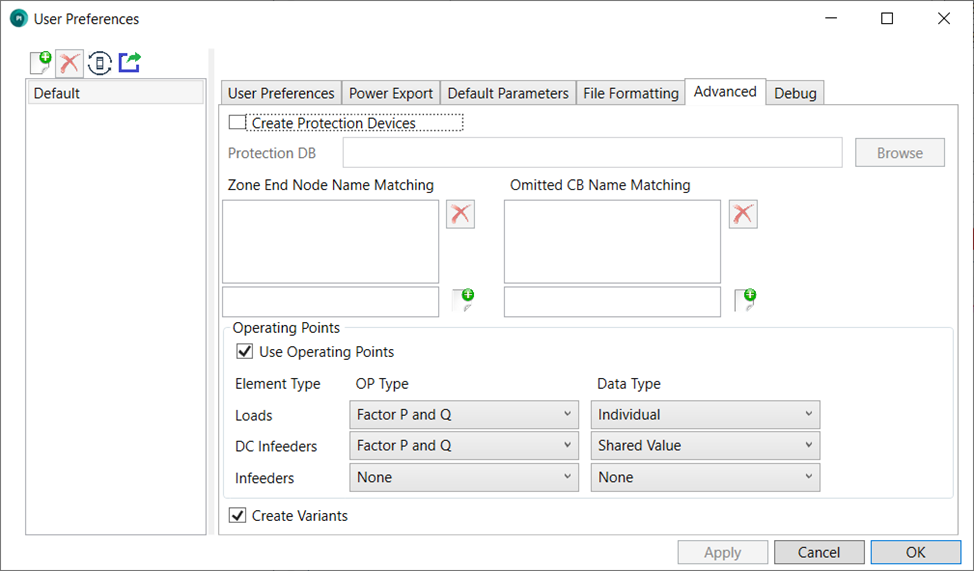 User Preferences
Default
User Preferences Power Export Default Parameters File Formatting Advanced Debug
Create Protection Devices
Protection DB Browse
Zone End Node Name Matching Omitted CB Name Matching
Operating Points
Use Operating Points
Element Type OP Type Data Type
Loads Factor P and Q Individual
DC Infeeders Factor P and Q Shared Value
Infeeders None None
Create Variants
Apply Cancel OK